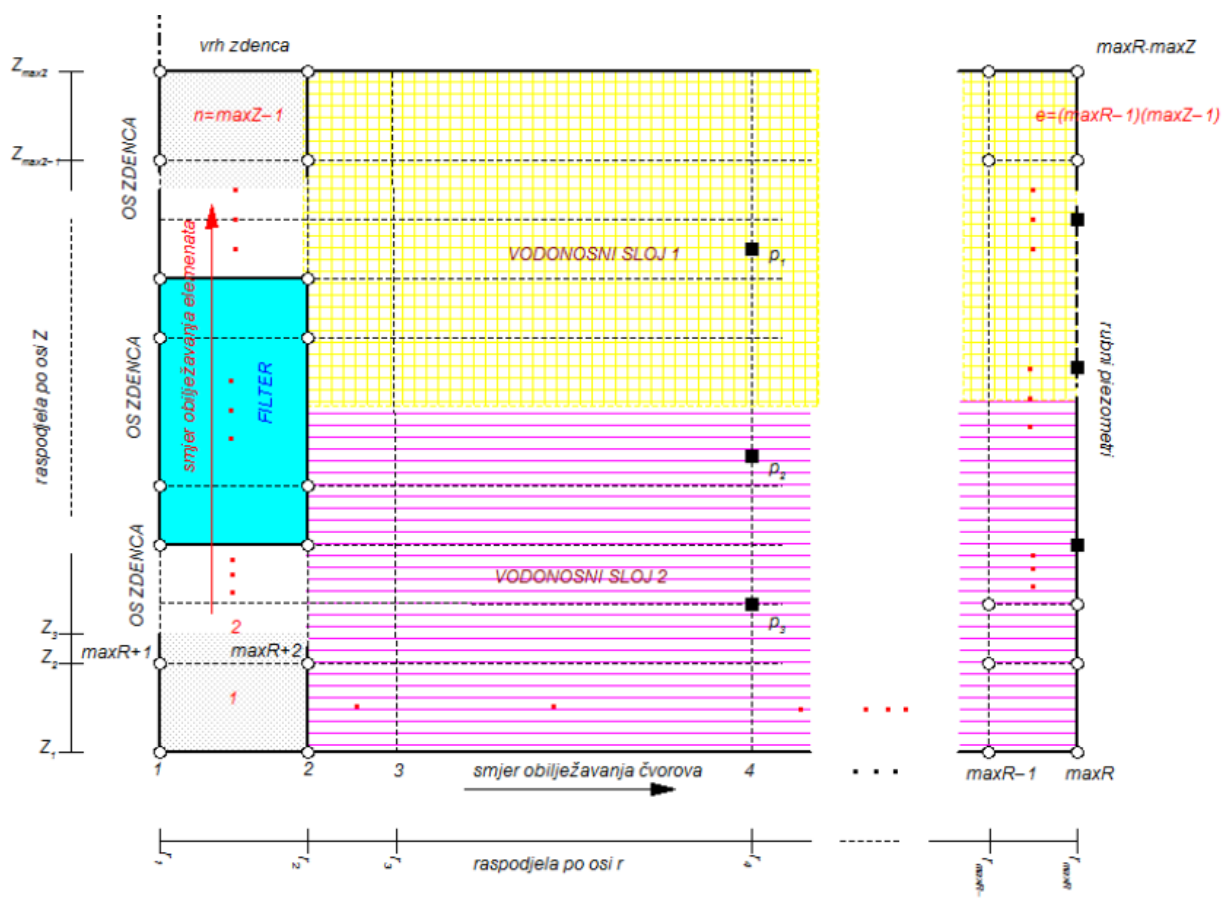 vrh zdenca
maxR·maxZ
Zmax2
n=maxZ−1
e=(maxR−1)(maxZ−1)
Zmax2−1
OS ZDENCA
smjer obilježavanja elemenata
VODONOSNI SLOJ 1
p1
raspodjela po osi Z
OS ZDENCA
FILTER
rubni piezometri
p2
OS ZDENCA
VODONOSNI SLOJ 2
p3
Z3
2
maxR+1
maxR+2
Z2
1
Z1
1 2 3 smjer obilježavanja čvorova 4 maxR−1 maxR
r1 r2 r3 raspodjela po osi r r4 rmaxR− rmaxR